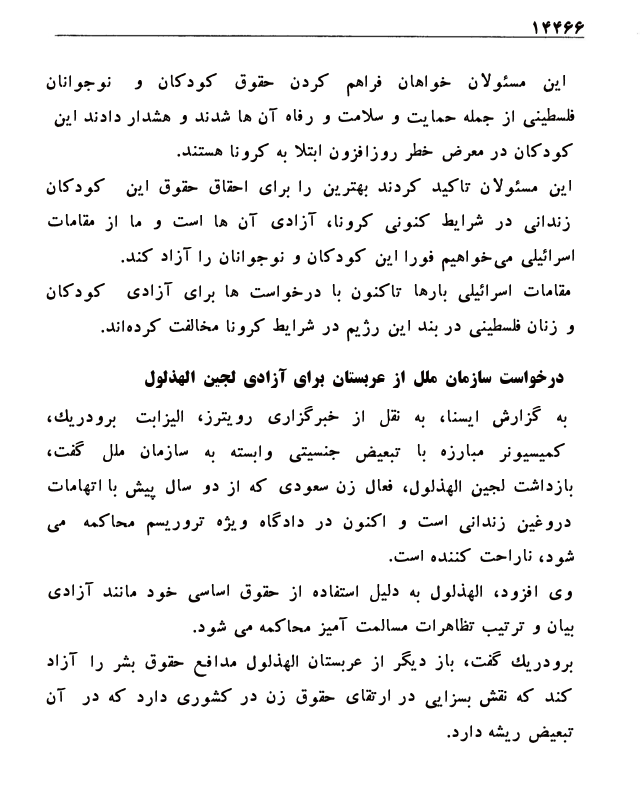 ۱۴۴۶۶
این مسئولان خواهان فراهم کردن حقوق کودکان و نوجوانان
فلسطینی از جمله حمایت و سلامت و رفاه آن ها شدند و هشدار دادند این
کودکان در معرض خطر روزافزون ابتلا به کرونا هستند.
این مسئولان تاکید کردند بهترین را برای احقاق حقوق این کودکان
زندانی در شرایط کنونی کرونا، آزادی آن ها است و ما از مقامات
اسرائیلی می‌خواهیم فورا این کودکان و نوجوانان را آزاد کند.
مقامات اسرائیلی بارها تاکنون با درخواست ها برای آزادی کودکان
و زنان فلسطینی در بند این رژیم در شرایط کرونا مخالفت کرده‌اند.
درخواست سازمان ملل از عربستان برای آزادی لجین الهذلول
به گزارش ایسنا، به نقل از خبرگزاری رویترز، الیزابت برودریك،
کمیسیونر مبارزه با تبعیض جنسیتی وابسته به سازمان ملل گفت،
بازداشت لجین الهذلول، فعال زن سعودی که از دو سال پیش با اتهامات
دروغین زندانی است و اکنون در دادگاه ویژه تروریسم محاکمه می
شود، ناراحت کننده است.
وی افزود، الهذلول به دلیل استفاده از حقوق اساسی خود مانند آزادی
بیان و ترتیب تظاهرات مسالمت آمیز محاکمه می شود.
برودریك گفت، باز دیگر از عربستان الهذلول مدافع حقوق بشر را آزاد
کند که نقش بسزایی در ارتقای حقوق زن در کشوری دارد که در آن
تبعیض ریشه دارد.